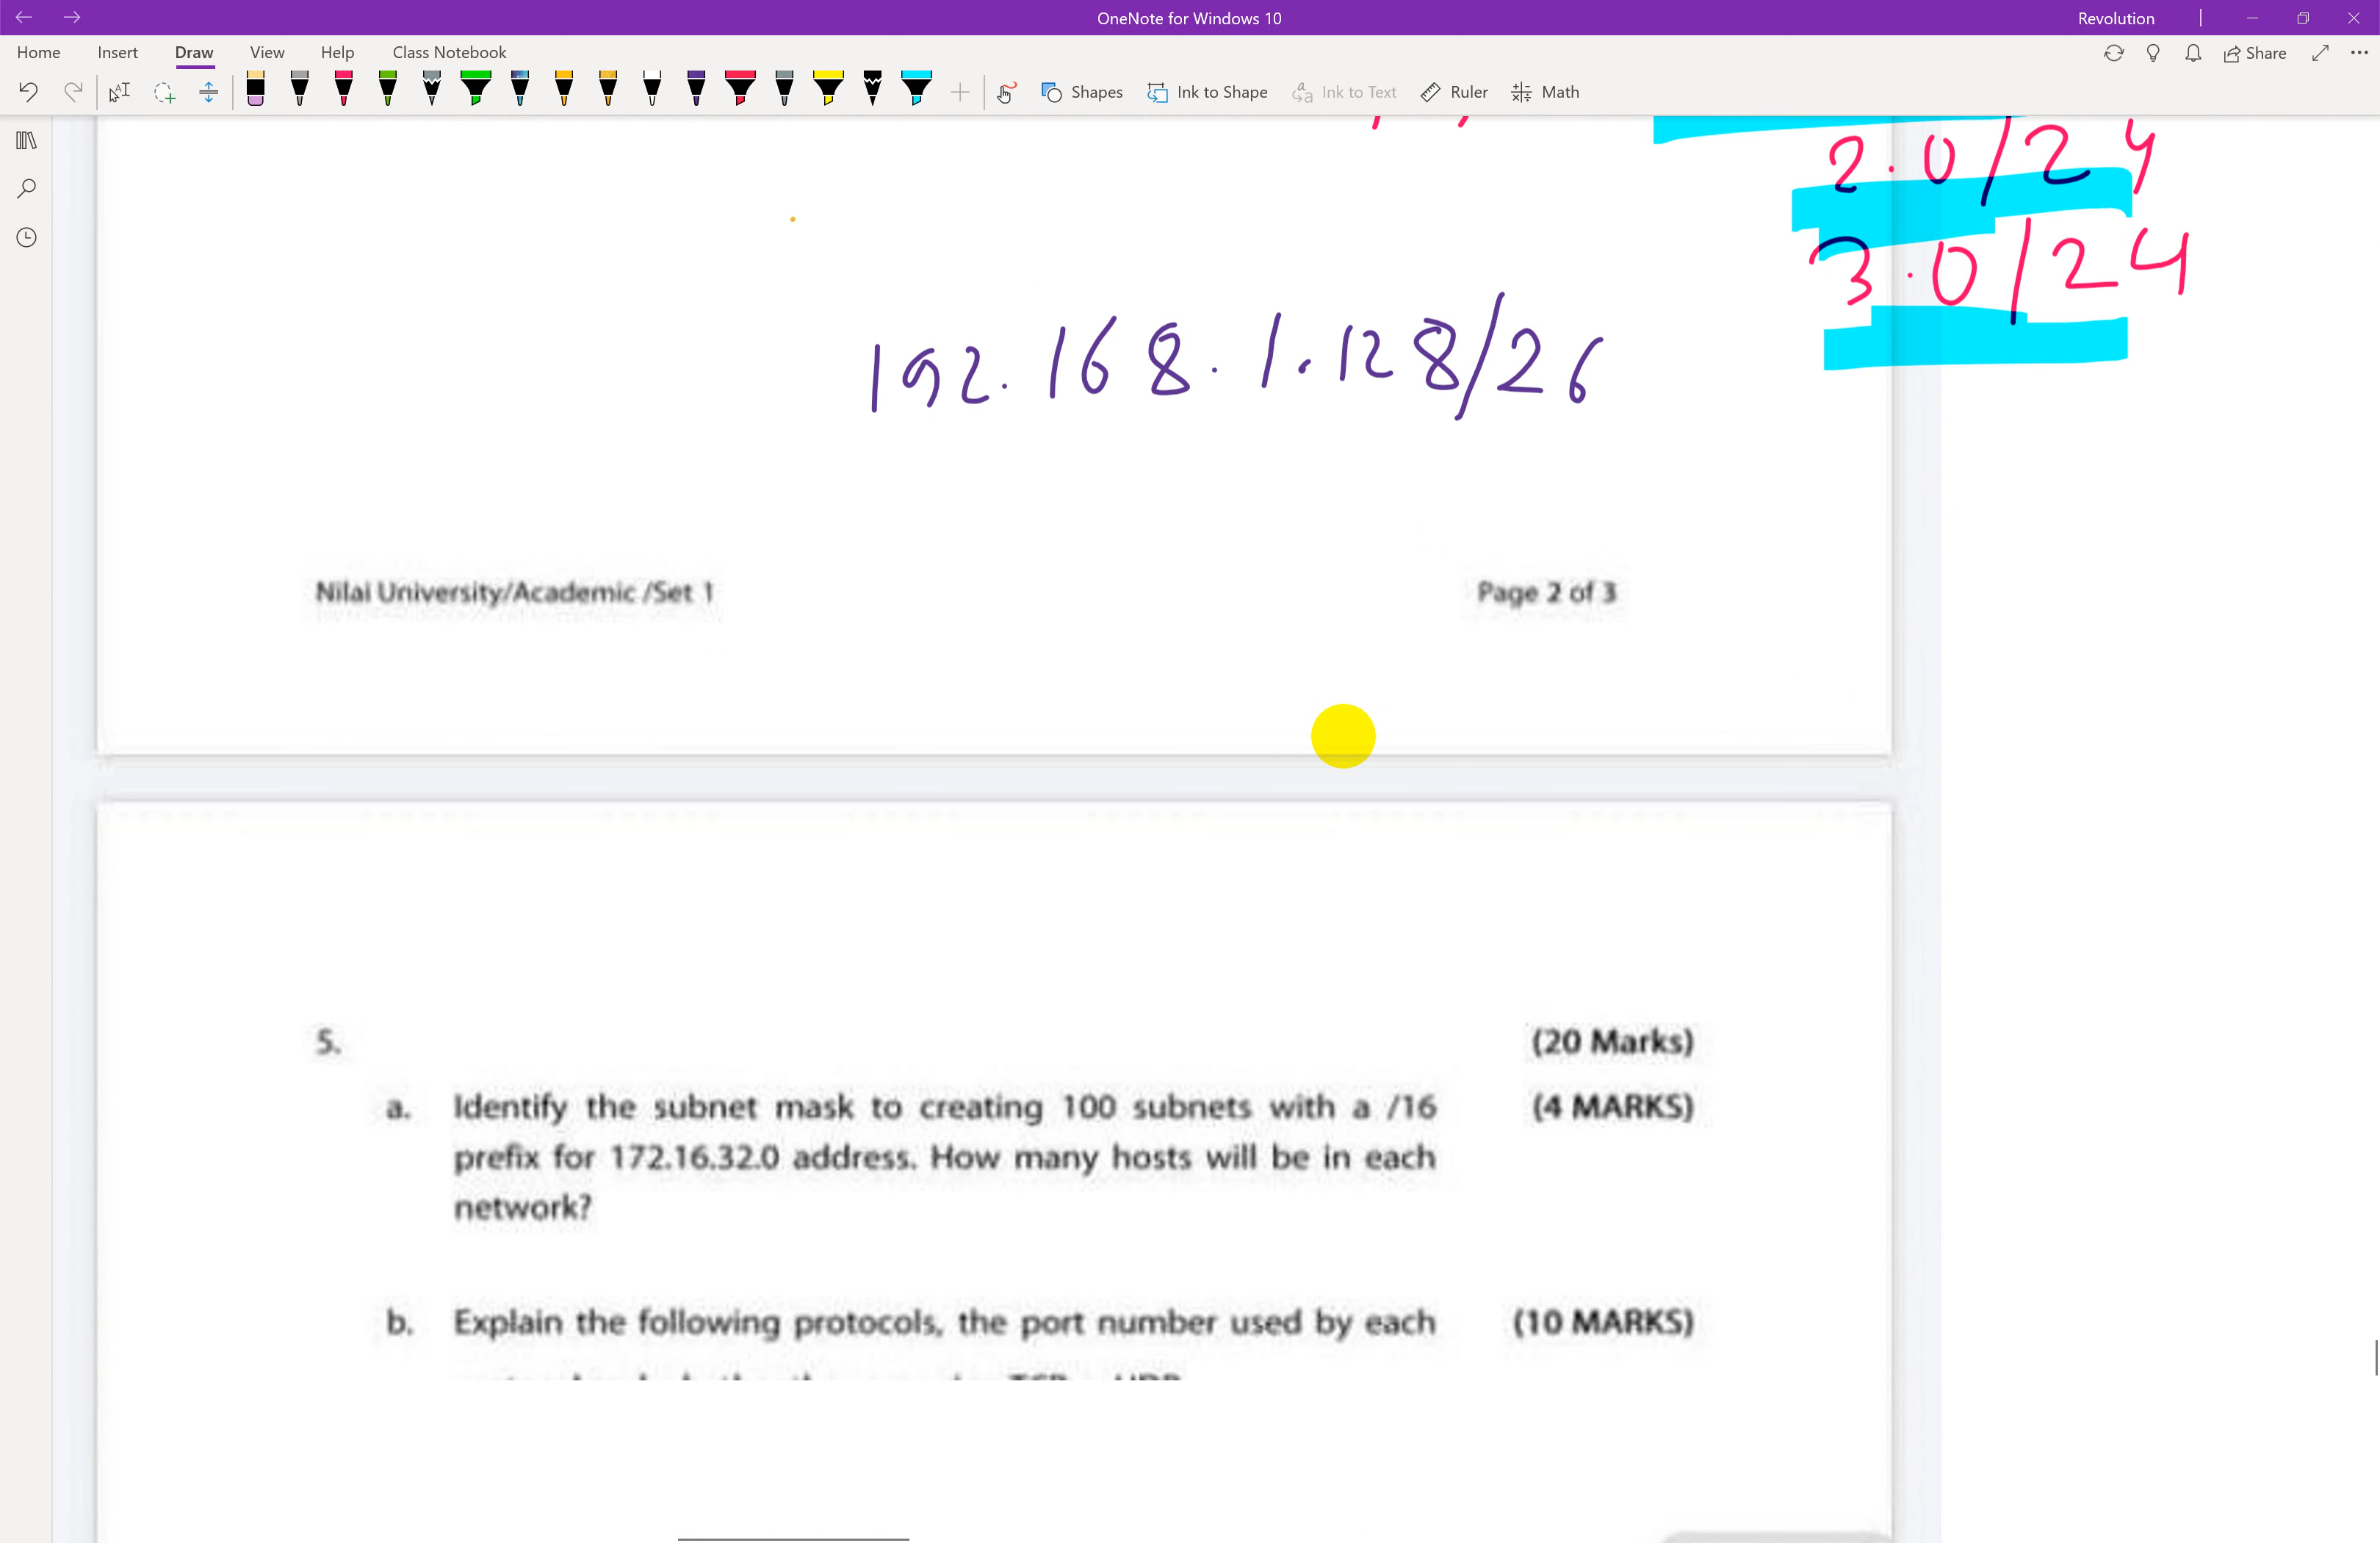 OneNote for Windows 10
Revolution
Home Insert Draw View Help Class Notebook
Share
Shapes Ink to Shape Ink to Text Ruler Math
2.0/24
3.0/24
192.168.1.128/26
Nilai University/Academic /Set 1 Page 2 of 3
5. (20 Marks)
a. Identify the subnet mask to creating 100 subnets with a /16 (4 MARKS)
prefix for 172.16.32.0 address. How many hosts will be in each
network?
b. Explain the following protocols, the port number used by each (10 MARKS)